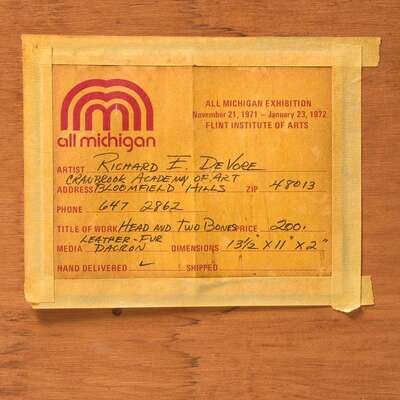 all michigan
ALL MICHIGAN EXHIBITION
November 21, 1971 – January 23, 1972
FLINT INSTITUTE OF ARTS
ARTIST RICHARD E DEVORE
CRANBROOK ACADEMY OF ART
ADDRESS BLOOMFIELD HILLS ZIP 48013
PHONE 647 2862
TITLE OF WORK HEAD AND TWO BONES PRICE 200.
LEATHER - FUR
MEDIA DACRON DIMENSIONS 13½" X 11" X 2"
HAND DELIVERED ✓ SHIPPED